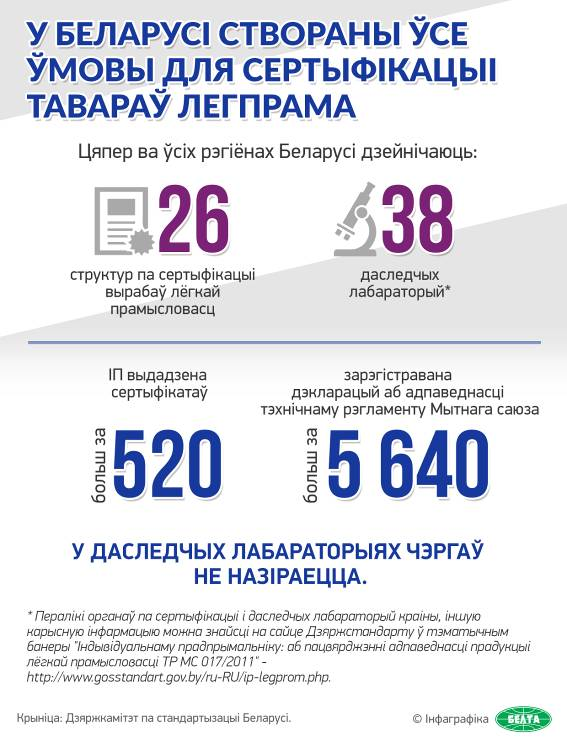 У БЕЛАРУСІ СТВОРАНЫ ЎСЕ
ЎМОВЫ ДЛЯ СЕРТЫФІКАЦЫІ
ТАВАРАЎ ЛЕГПРАМА
Цяпер ва ўсіх рэгіёнах Беларусі дзейнічаюць:
26
структур па сертыфікацыі
вырабаў лёгкай
прамысловасц
38
даследчых
лабараторый*
ІП выдадзена
сертыфікатаў
больш за
520
зарэгістравана
дэкларацый аб адпаведнасці
тэхнічнаму рэгламенту Мытнага саюза
больш за
5 640
У ДАСЛЕДЧЫХ ЛАБАРАТОРЫЯХ ЧЭРГАЎ
НЕ НАЗІРАЕЦЦА.
* Пералікі органаў па сертыфікацыі і даследчых лабараторый краіны, іншую
карысную інфармацыю можна знайсці на сайце Дзяржстандарту ў тэматычным
банеры "Індывідуальнаму прадпрымальніку: аб пацвярджэнні адпаведнасці прадукцыі
лёгкай прамысловасці ТР МС 017/2011" -
http://www.gosstandart.gov.by/ru-RU/ip-legprom.php.
Крыніца: Дзяржкамітэт па стандартызацыі Беларусі.
© Інфаграфіка
БЕЛТА